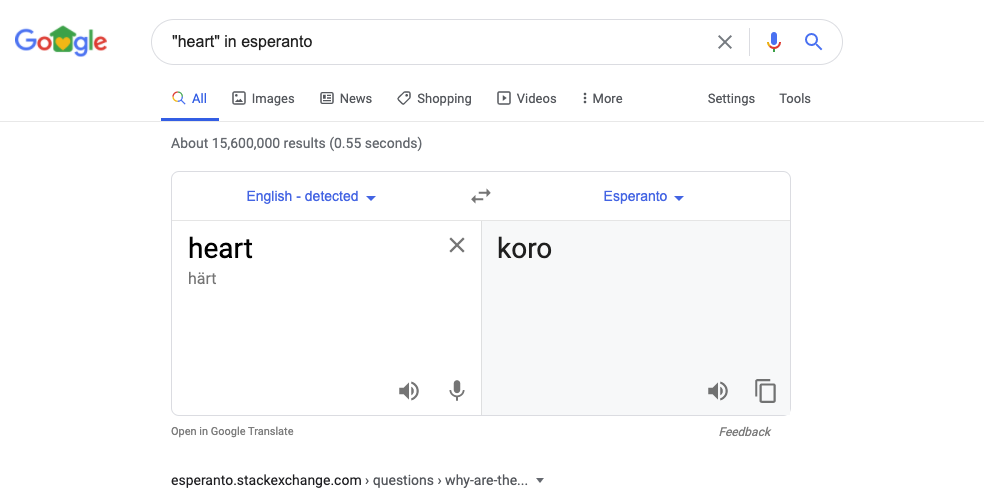 Google
"heart" in esperanto
All Images News Shopping Videos More Settings Tools
About 15,600,000 results (0.55 seconds)
English - detected Esperanto
heart koro
härt
Open in Google Translate Feedback
esperanto.stackexchange.com › questions › why-are-the...